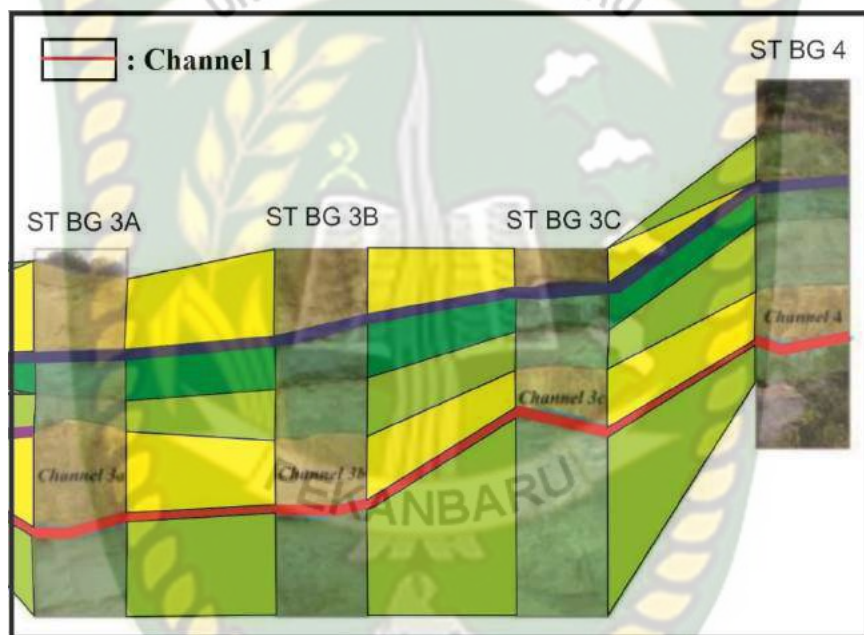 : Channel 1
ST BG 4
ST BG 3A
ST BG 3B
ST BG 3C
Channel 4
Channel 3c
Channel 3a
Channel 3b
PEKANBARU